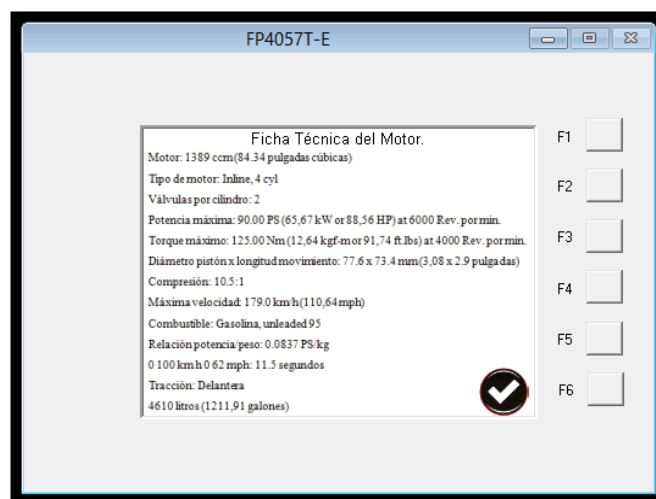 FP4057T-E
Ficha Técnica del Motor.
Motor: 1389 ccm (84.34 pulgadas cúbicas)
Tipo de motor: Inline, 4 cyl
Válvulas por cilindro: 2
Potencia máxima: 90.00 PS (65,67 kW or 88,56 HP) at 6000 Rev. por min.
Torque máximo: 125.00 Nm (12,64 kgf-m or 91,74 ft.lbs) at 4000 Rev. por min.
Diámetro pistón x longitud movimiento: 77.6 x 73.4 mm (3,08 x 2.9 pulgadas)
Compresión: 10.5:1
Máxima velocidad: 179.0 km/h (110,64 mph)
Combustible: Gasolina, unleaded 95
Relación potencia/peso: 0.0837 PS/kg
0 100 km h 0 62 mph: 11.5 segundos
Tracción: Delantera
4610 litros (1211,91 galones)
F1
F2
F3
F4
F5
F6